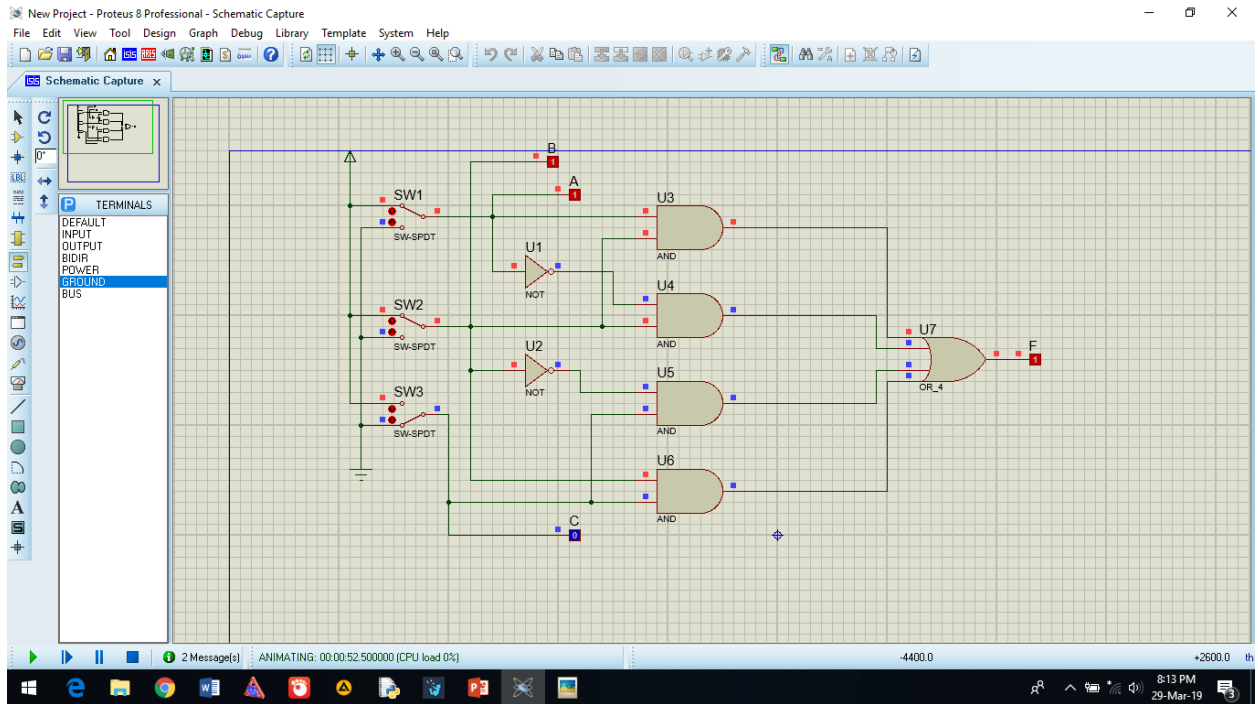 New Project - Proteus 8 Professional - Schematic Capture
File Edit View Tool Design Graph Debug Library Template System Help
Schematic Capture x
0°
LBL
P TERMINALS
DEFAULT
INPUT
OUTPUT
BIDIR
POWER
GROUND
BUS
A
S
B
1
A
1
SW1
SW-SPDT
U3
AND
U1
NOT
U4
AND
SW2
SW-SPDT
U2
NOT
U5
AND
SW3
SW-SPDT
U7
OR_4
F
1
U6
AND
C
0
2 Message(s) ANIMATING: 00:00:52.500000 (CPU load 0%) -4400.0 +2600.0 th
8:13 PM
29-Mar-19
3